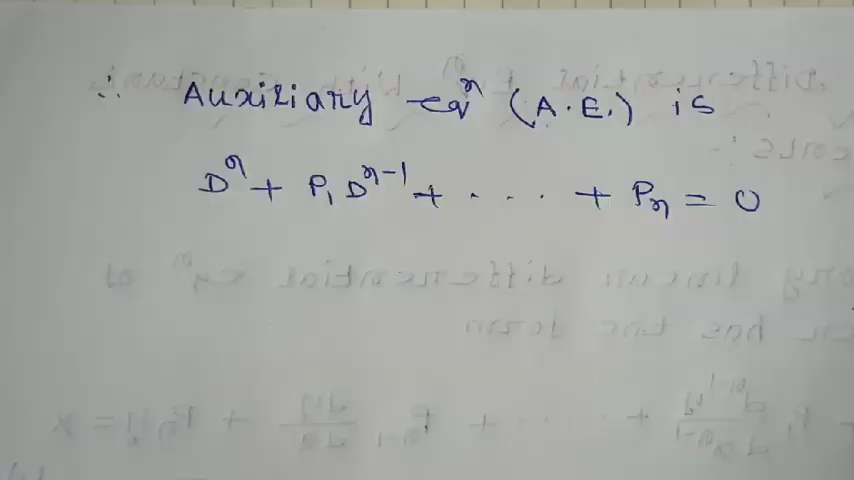 ∴ Auxiliary eqⁿ (A.E.) is
Dⁿ + P₁Dⁿ⁻¹ + .... + Pₙ = 0